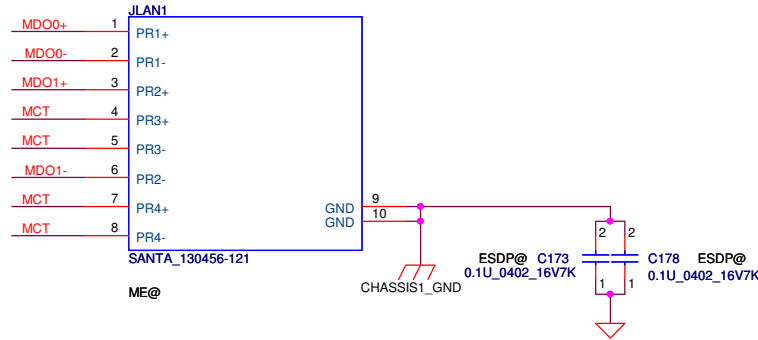 JLAN1
MDO0+ 1 PR1+
MDO0- 2 PR1-
MDO1+ 3 PR2+
MCT 4 PR3+
MCT 5 PR3-
MDO1- 6 PR2-
MCT 7 PR4+
MCT 8 PR4-
GND 9
GND 10
SANTA_130456-121
ME@
CHASSIS1_GND
2 2
ESDP@ C173
0.1U_0402_16V7K
C178 ESDP@
0.1U_0402_16V7K
1 1